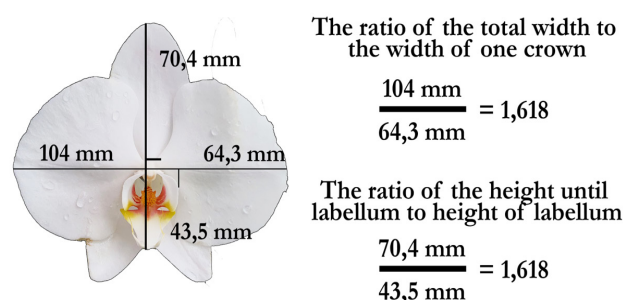 70,4 mm
104 mm
64,3 mm
43,5 mm
The ratio of the total width to
the width of one crown
104 mm
64,3 mm
= 1,618
The ratio of the height until
labellum to height of labellum
70,4 mm
43,5 mm
= 1,618